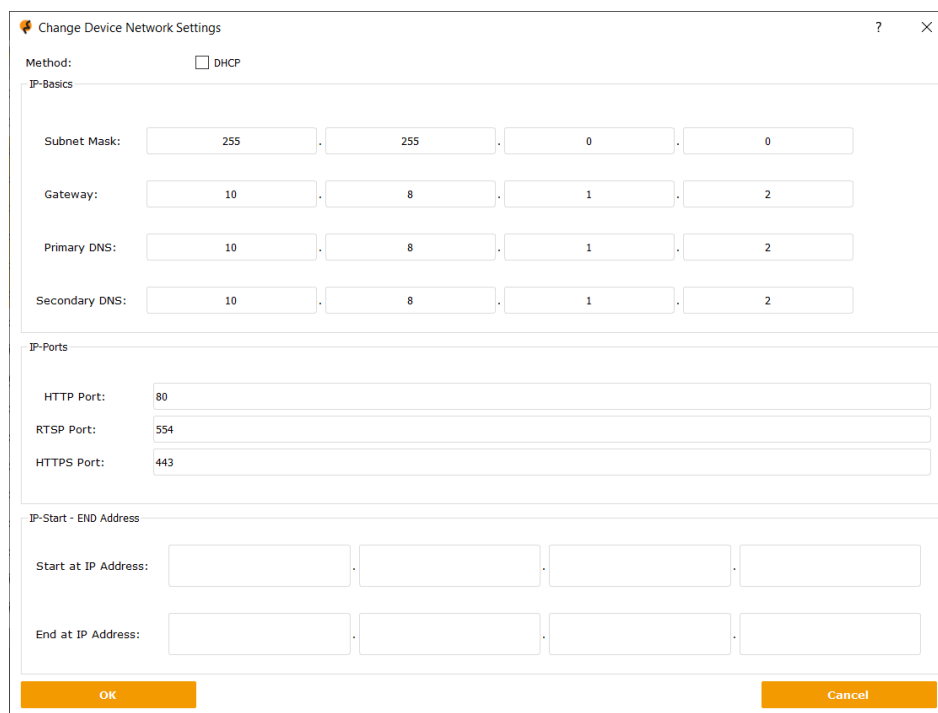 Change Device Network Settings ?
Method: DHCP
IP-Basics
Subnet Mask: 255 . 255 . 0 . 0
Gateway: 10 . 8 . 1 . 2
Primary DNS: 10 . 8 . 1 . 2
Secondary DNS: 10 . 8 . 1 . 2
IP-Ports
HTTP Port: 80
RTSP Port: 554
HTTPS Port: 443
IP-Start - END Address
Start at IP Address: . . .
End at IP Address: . . .
OK Cancel